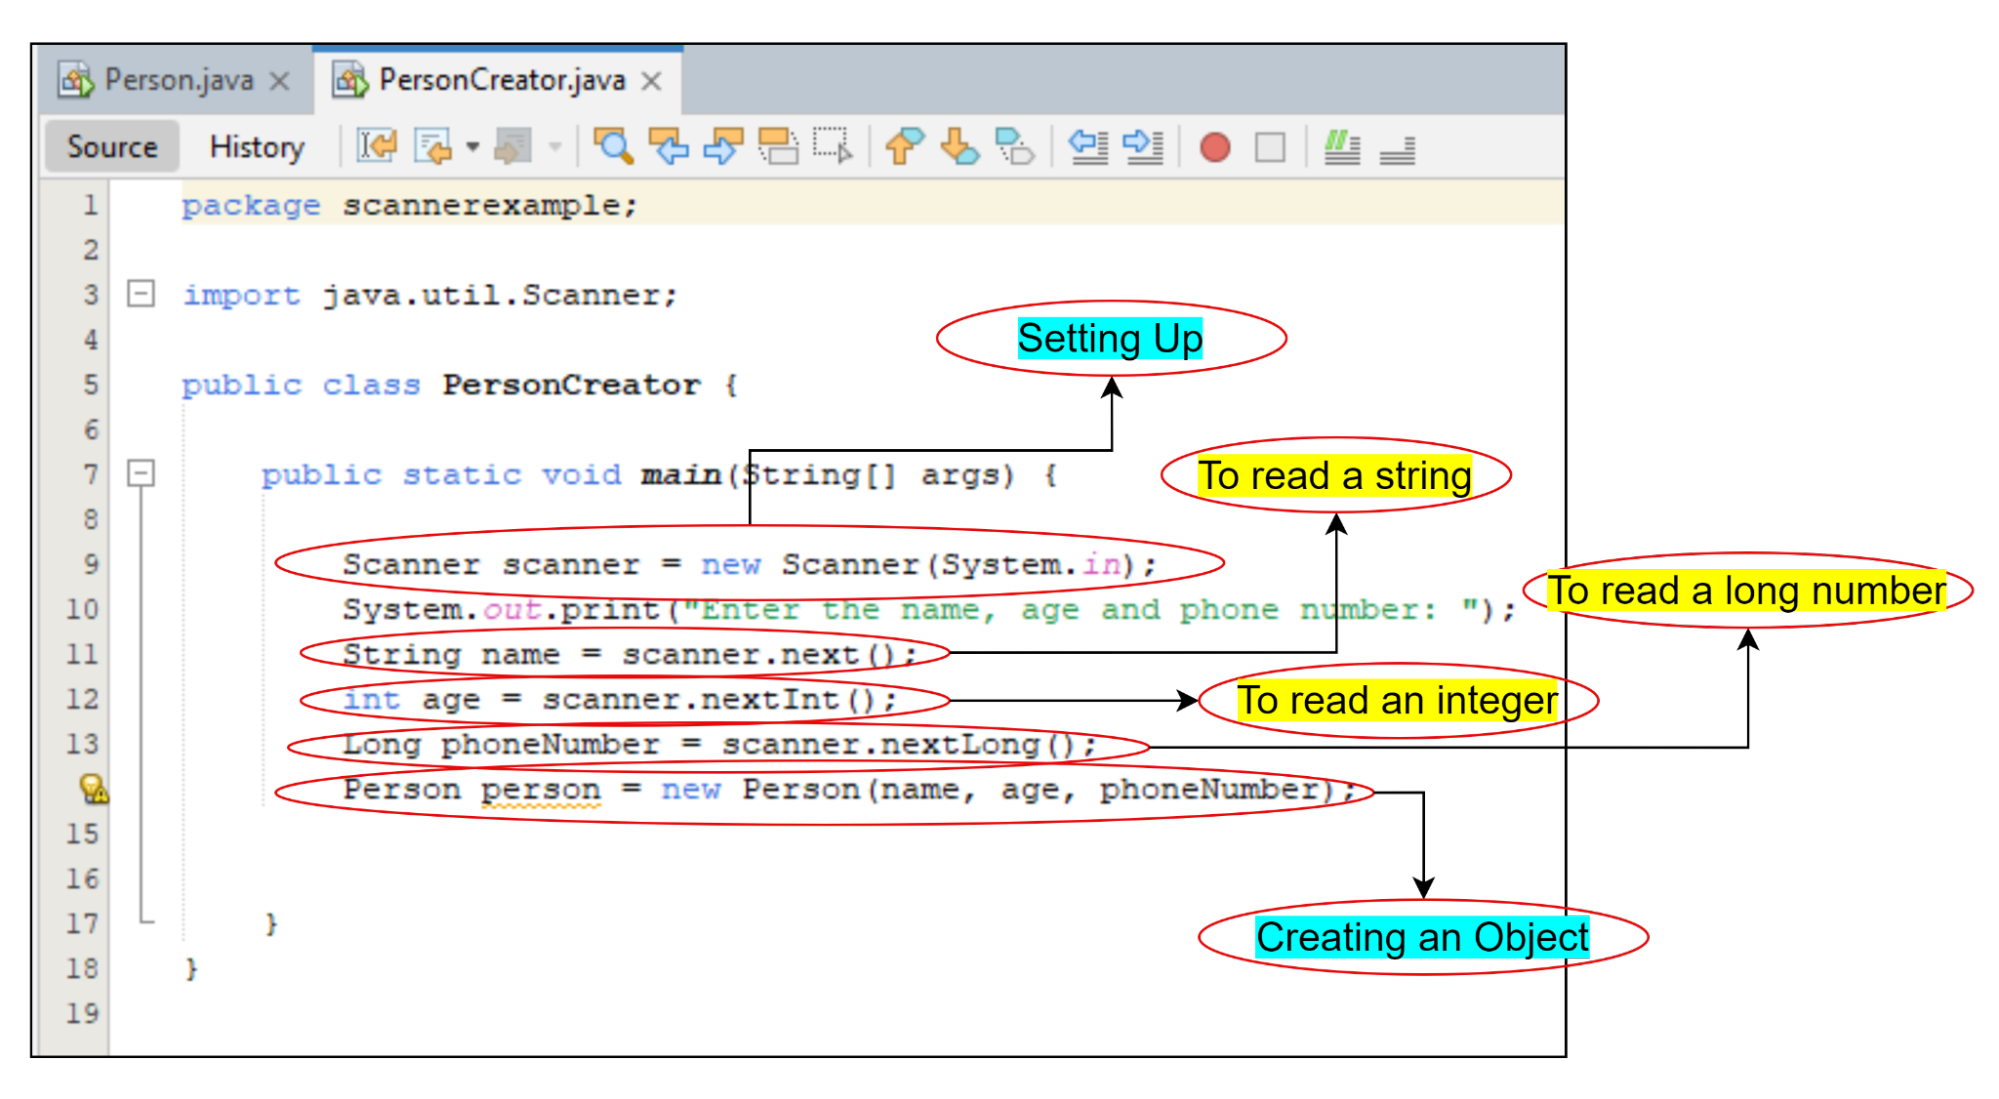 Person.java
PersonCreator.java
Source History
1 package scannerexample;
2
3 import java.util.Scanner;
4
Setting Up
5 public class PersonCreator {
6
7 public static void main(String[] args) {
To read a string
8
9 Scanner scanner = new Scanner(System.in);
To read a long number
10 System.out.print("Enter the name, age and phone number: ");
11 String name = scanner.next();
12 int age = scanner.nextInt();
To read an integer
13 Long phoneNumber = scanner.nextLong();
Person person = new Person(name, age, phoneNumber);
15
16
17 }
Creating an Object
18 }
19